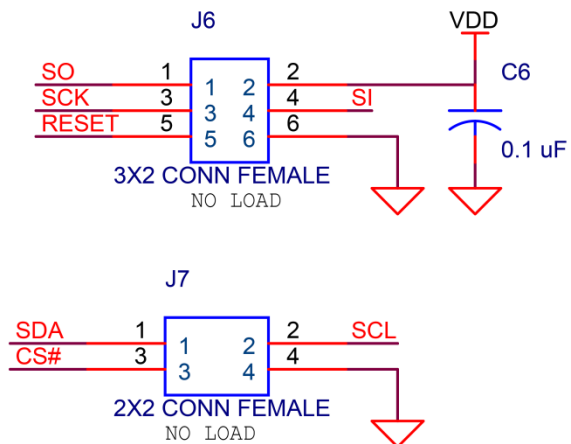 J6
VDD
SO 1 1 2 2 C6
SCK 3 3 4 4 SI
RESET 5 5 6 6
0.1 uF
3X2 CONN FEMALE
NO LOAD
J7
SDA 1 1 2 2 SCL
CS# 3 3 4 4
2X2 CONN FEMALE
NO LOAD